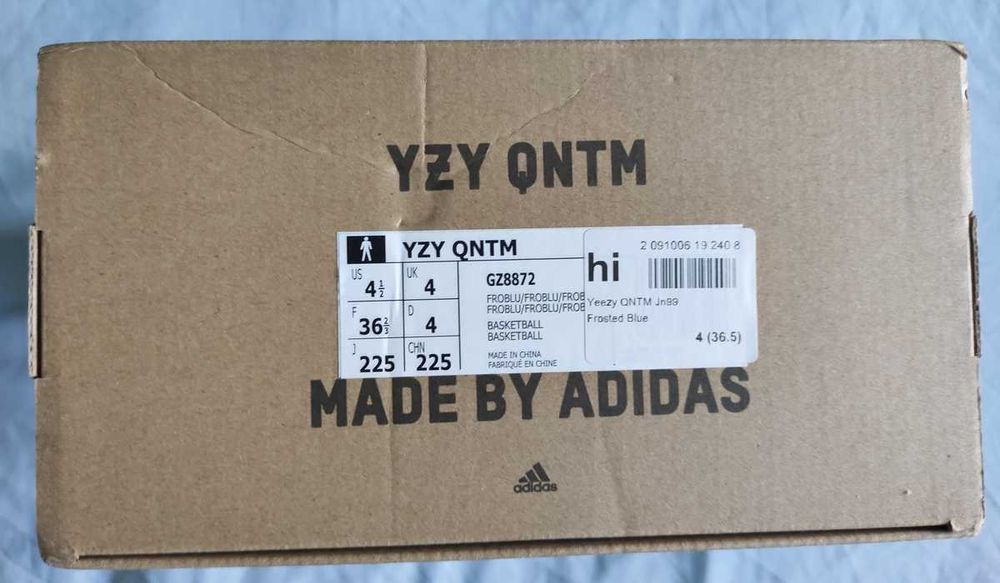 YZY QNTM
YZY QNTM
US 4½ UK 4
F 36⅔ D 4
J 225 CHN 225
GZ8872
FROBLU/FROBLU/FROB
FROBLU/FROBLU/FROB
BASKETBALL
BASKETBALL
MADE IN CHINA
FABRIQUÉ EN CHINE
2 091006 19 240 8
hi
Yeezy QNTM Jn99
Frosted Blue
4 (36.5)
MADE BY ADIDAS
adidas